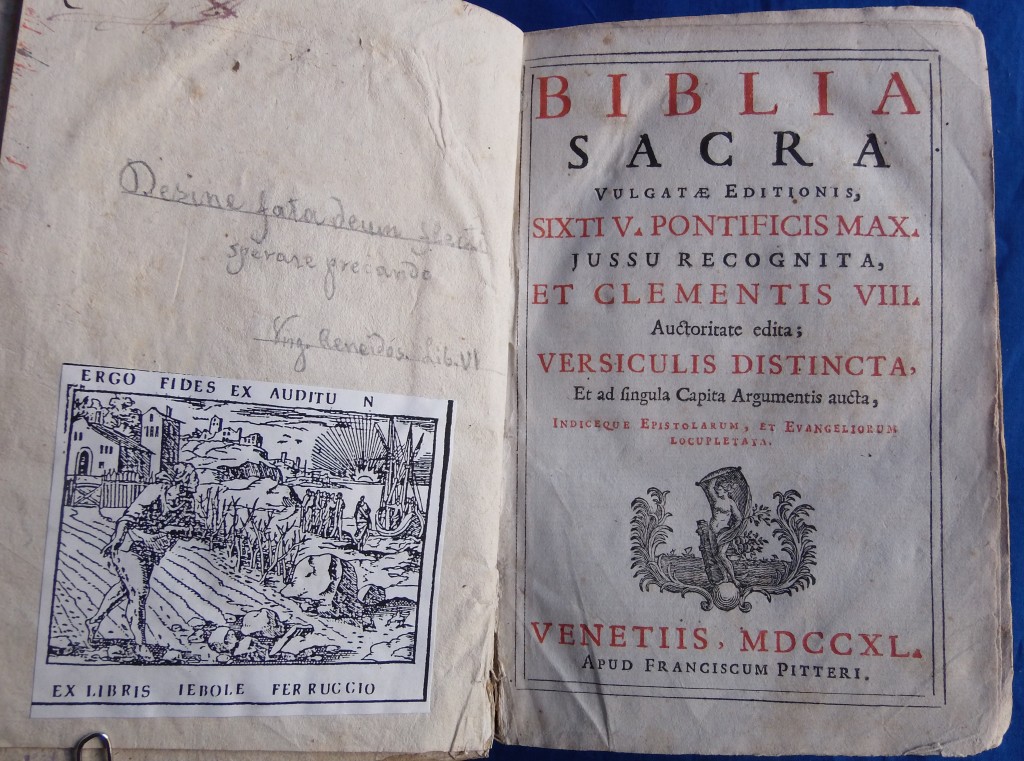 Desine fata deum flecti
sperare precando
Virg. Aeneidos. Lib. VI
ERGO FIDES EX AUDITU N
EX LIBRIS IEBOLE FERRUCCIO
BIBLIA
SACRA
VULGATÆ EDITIONIS,
SIXTI V. PONTIFICIS MAX.
JUSSU RECOGNITA,
ET CLEMENTIS VIII.
Auctoritate edita;
VERSICULIS DISTINCTA,
Et ad ſingula Capita Argumentis aucta,
INDICEQUE EPISTOLARUM, ET EVANGELIORUM
LOCUPLETATA.
VENETIIS, MDCCXL.
APUD FRANCISCUM PITTERI.